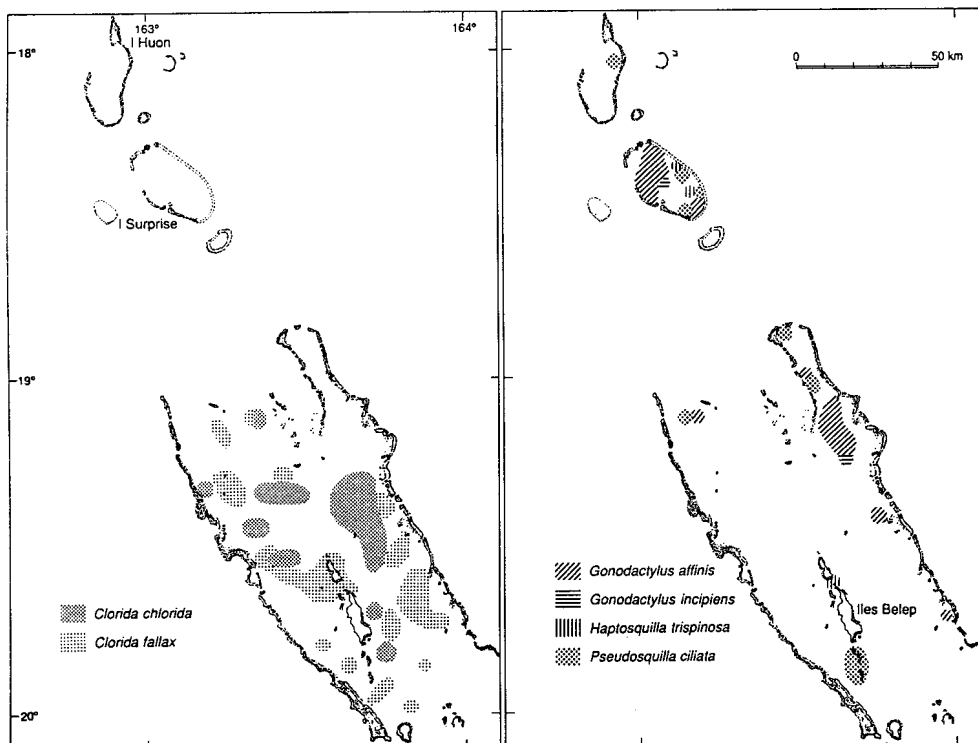 163°
164°
18°
I Huon
I Surprise
19°
20°
Clorida chlorida
Clorida fallax
0 50 km
Iles Belep
Gonodactylus affinis
Gonodactylus incipiens
Haptosquilla trispinosa
Pseudosquilla ciliata